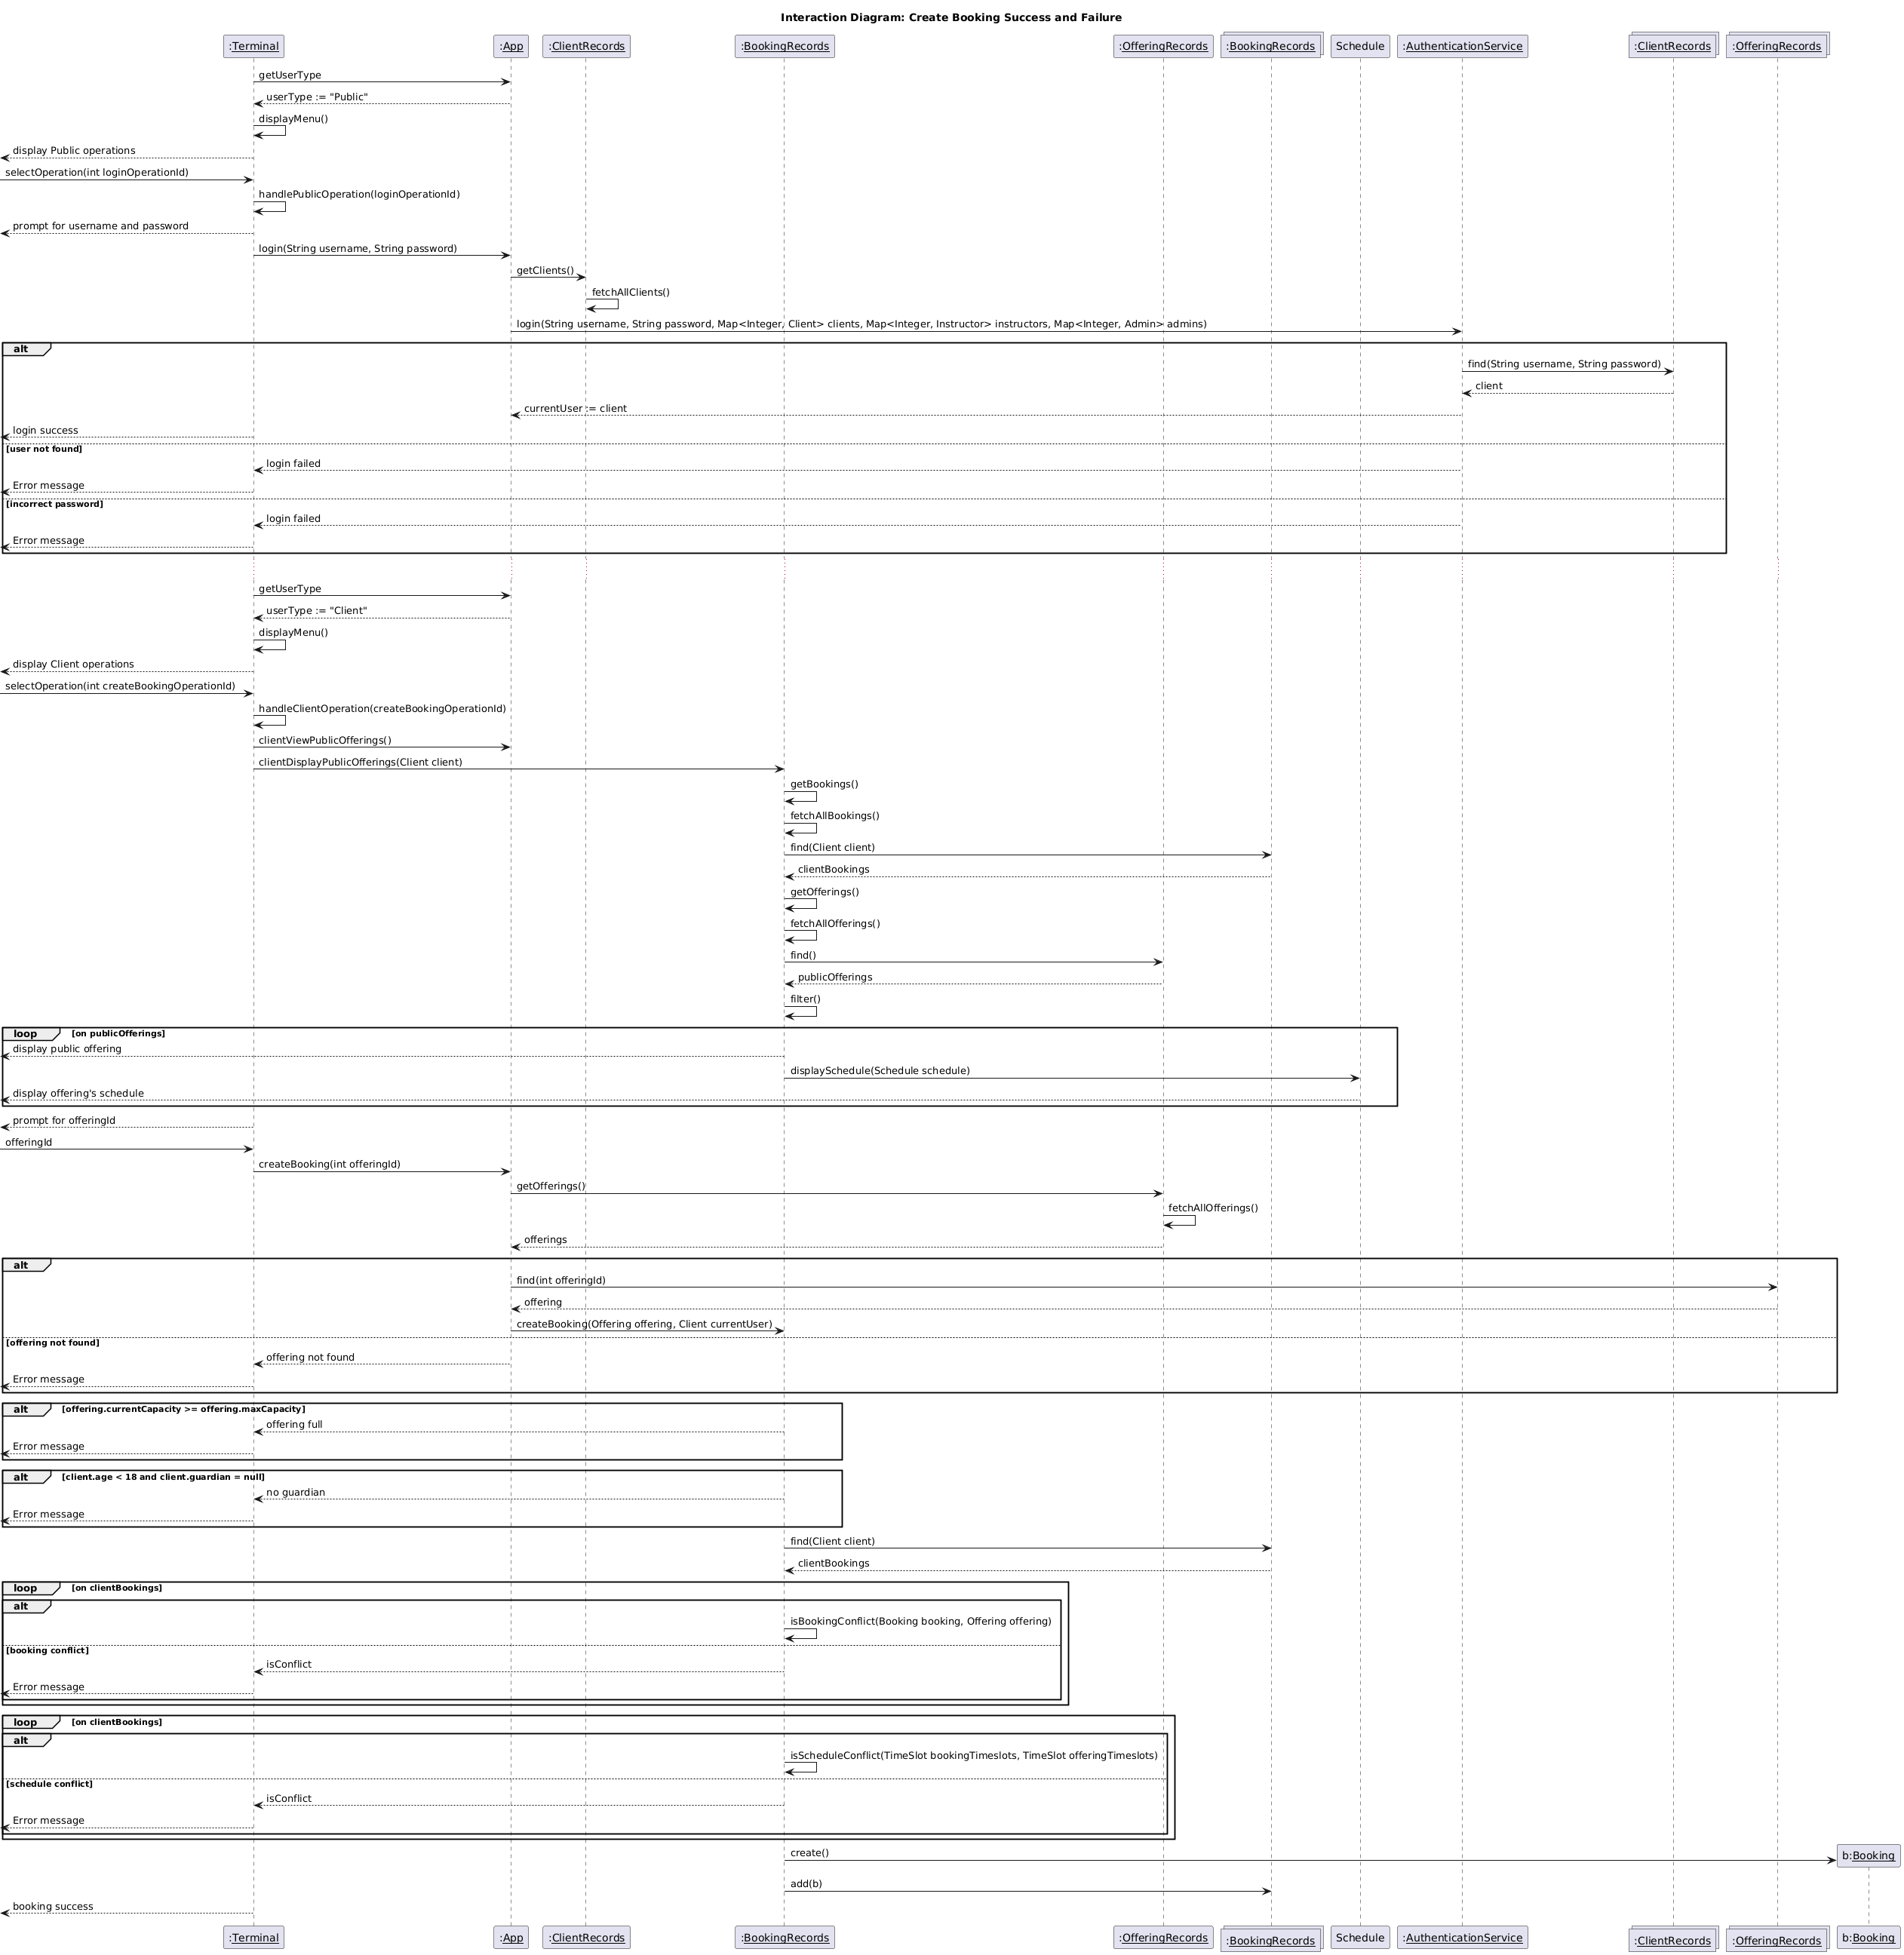 Interaction Diagram: Create Booking Success and Failure
:Terminal
:App
:ClientRecords
:BookingRecords
:OfferingRecords
:BookingRecords
Schedule
:AuthenticationService
:ClientRecords
:OfferingRecords
getUserType
userType := "Public"
displayMenu()
display Public operations
selectOperation(int loginOperationId)
handlePublicOperation(loginOperationId)
prompt for username and password
login(String username, String password)
getClients()
fetchAllClients()
login(String username, String password, Map<Integer, Client> clients, Map<Integer, Instructor> instructors, Map<Integer, Admin> admins)
alt
find(String username, String password)
client
currentUser := client
login success
[user not found]
login failed
Error message
[incorrect password]
login failed
Error message
getUserType
userType := "Client"
displayMenu()
display Client operations
selectOperation(int createBookingOperationId)
handleClientOperation(createBookingOperationId)
clientViewPublicOfferings()
clientDisplayPublicOfferings(Client client)
getBookings()
fetchAllBookings()
find(Client client)
clientBookings
getOfferings()
fetchAllOfferings()
find()
publicOfferings
filter()
loop [on publicOfferings]
display public offering
displaySchedule(Schedule schedule)
display offering's schedule
prompt for offeringId
offeringId
createBooking(int offeringId)
getOfferings()
fetchAllOfferings()
offerings
alt
find(int offeringId)
offering
createBooking(Offering offering, Client currentUser)
[offering not found]
offering not found
Error message
alt [offering.currentCapacity >= offering.maxCapacity]
offering full
Error message
alt [client.age < 18 and client.guardian = null]
no guardian
Error message
find(Client client)
clientBookings
loop [on clientBookings]
alt
isBookingConflict(Booking booking, Offering offering)
[booking conflict]
isConflict
Error message
loop [on clientBookings]
alt
isScheduleConflict(TimeSlot bookingTimeslots, TimeSlot offeringTimeslots)
[schedule conflict]
isConflict
Error message
create()
b:Booking
add(b)
booking success
:Terminal
:App
:ClientRecords
:BookingRecords
:OfferingRecords
:BookingRecords
Schedule
:AuthenticationService
:ClientRecords
:OfferingRecords
b:Booking